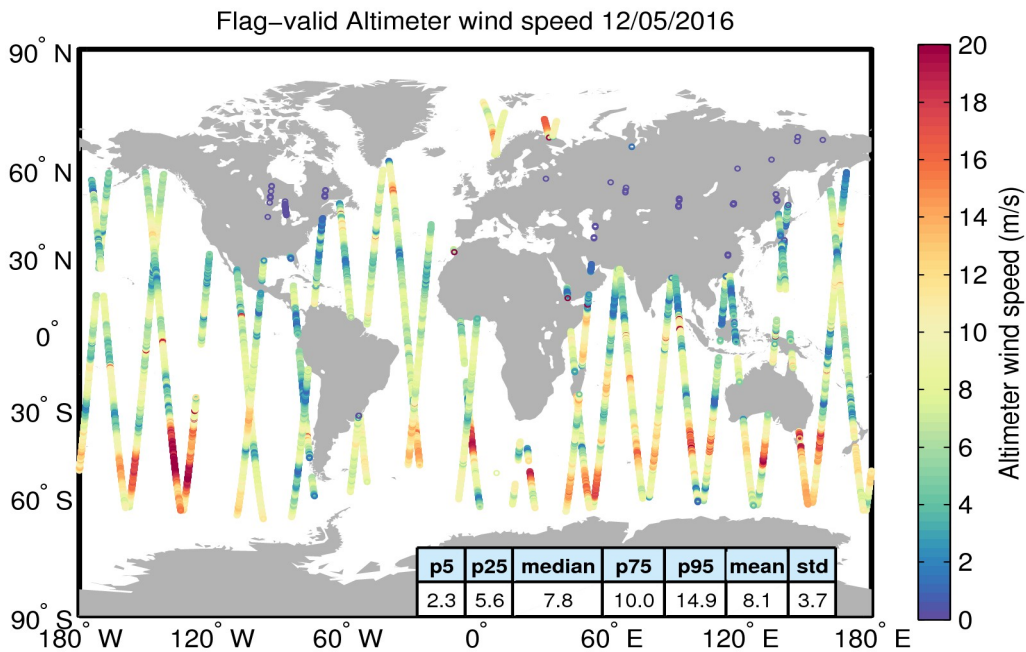 Flag−valid Altimeter wind speed 12/05/2016
90° N
60° N
30° N
0°
30° S
60° S
90° S
180° W
120° W
60° W
0°
60° E
120° E
180° E
p5 p25 median p75 p95 mean std
2.3 5.6 7.8 10.0 14.9 8.1 3.7
20
18
16
14
12
10
8
6
4
2
0
Altimeter wind speed (m/s)